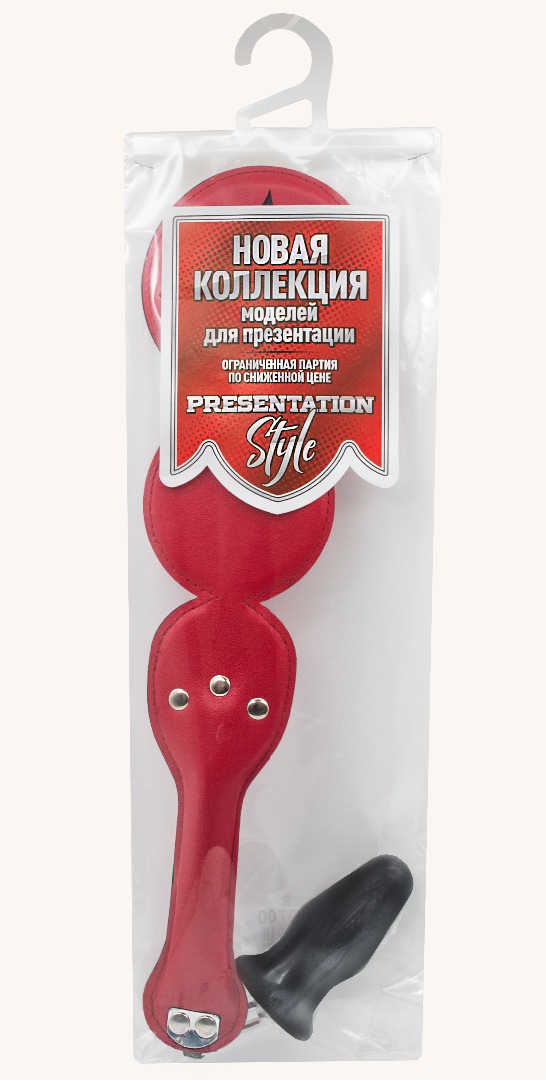 НОВАЯ
КОЛЛЕКЦИЯ
моделей
для презентации
ОГРАНИЧЕННАЯ ПАРТИЯ
ПО СНИЖЕННОЙ ЦЕНЕ
PRESENTATION
Style